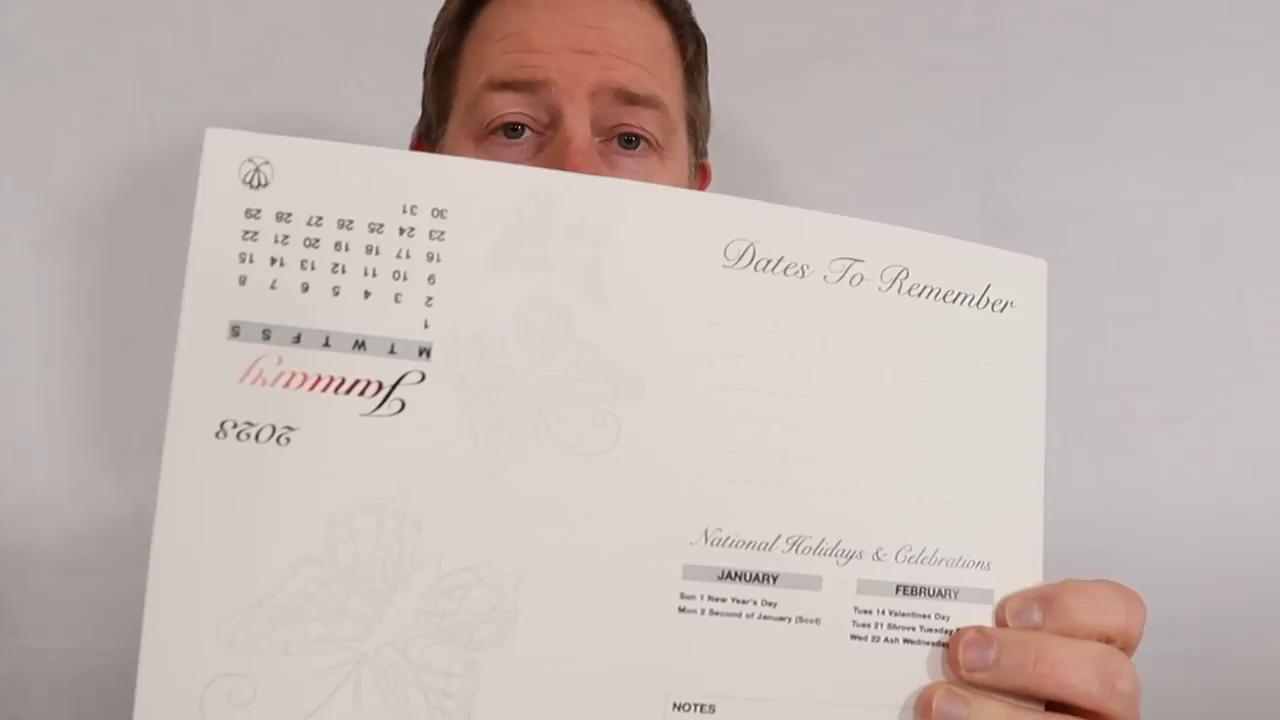 2023
January
M T W T F S S
1
2 3 4 5 6 7 8
9 10 11 12 13 14 15
16 17 18 19 20 21 22
23 24 25 26 27 28 29
30 31
Dates To Remember
National Holidays & Celebrations
JANUARY
Sun 1 New Year's Day
Mon 2 Second of January (Scot)
FEBRUARY
Tues 14 Valentines Day
Tues 21 Shrove Tuesday
Wed 22 Ash Wednesday
NOTES